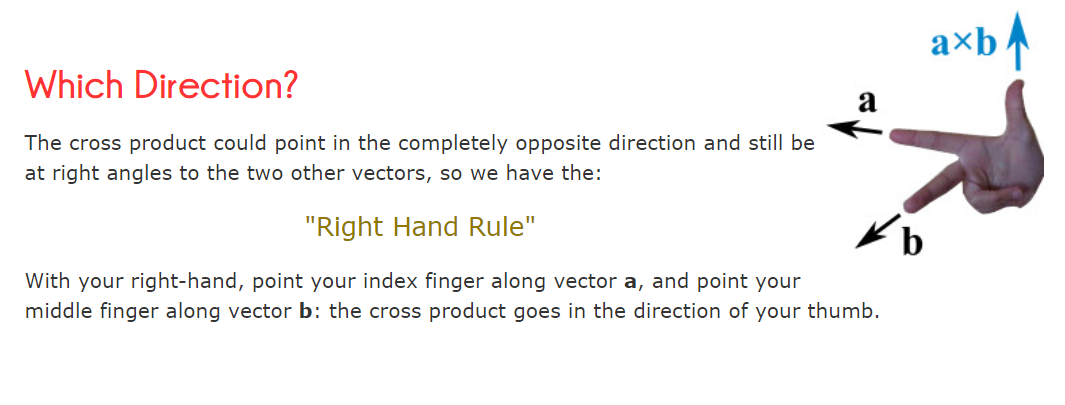 a×b
Which Direction?
a
The cross product could point in the completely opposite direction and still be
at right angles to the two other vectors, so we have the:
"Right Hand Rule"
b
With your right-hand, point your index finger along vector a, and point your
middle finger along vector b: the cross product goes in the direction of your thumb.